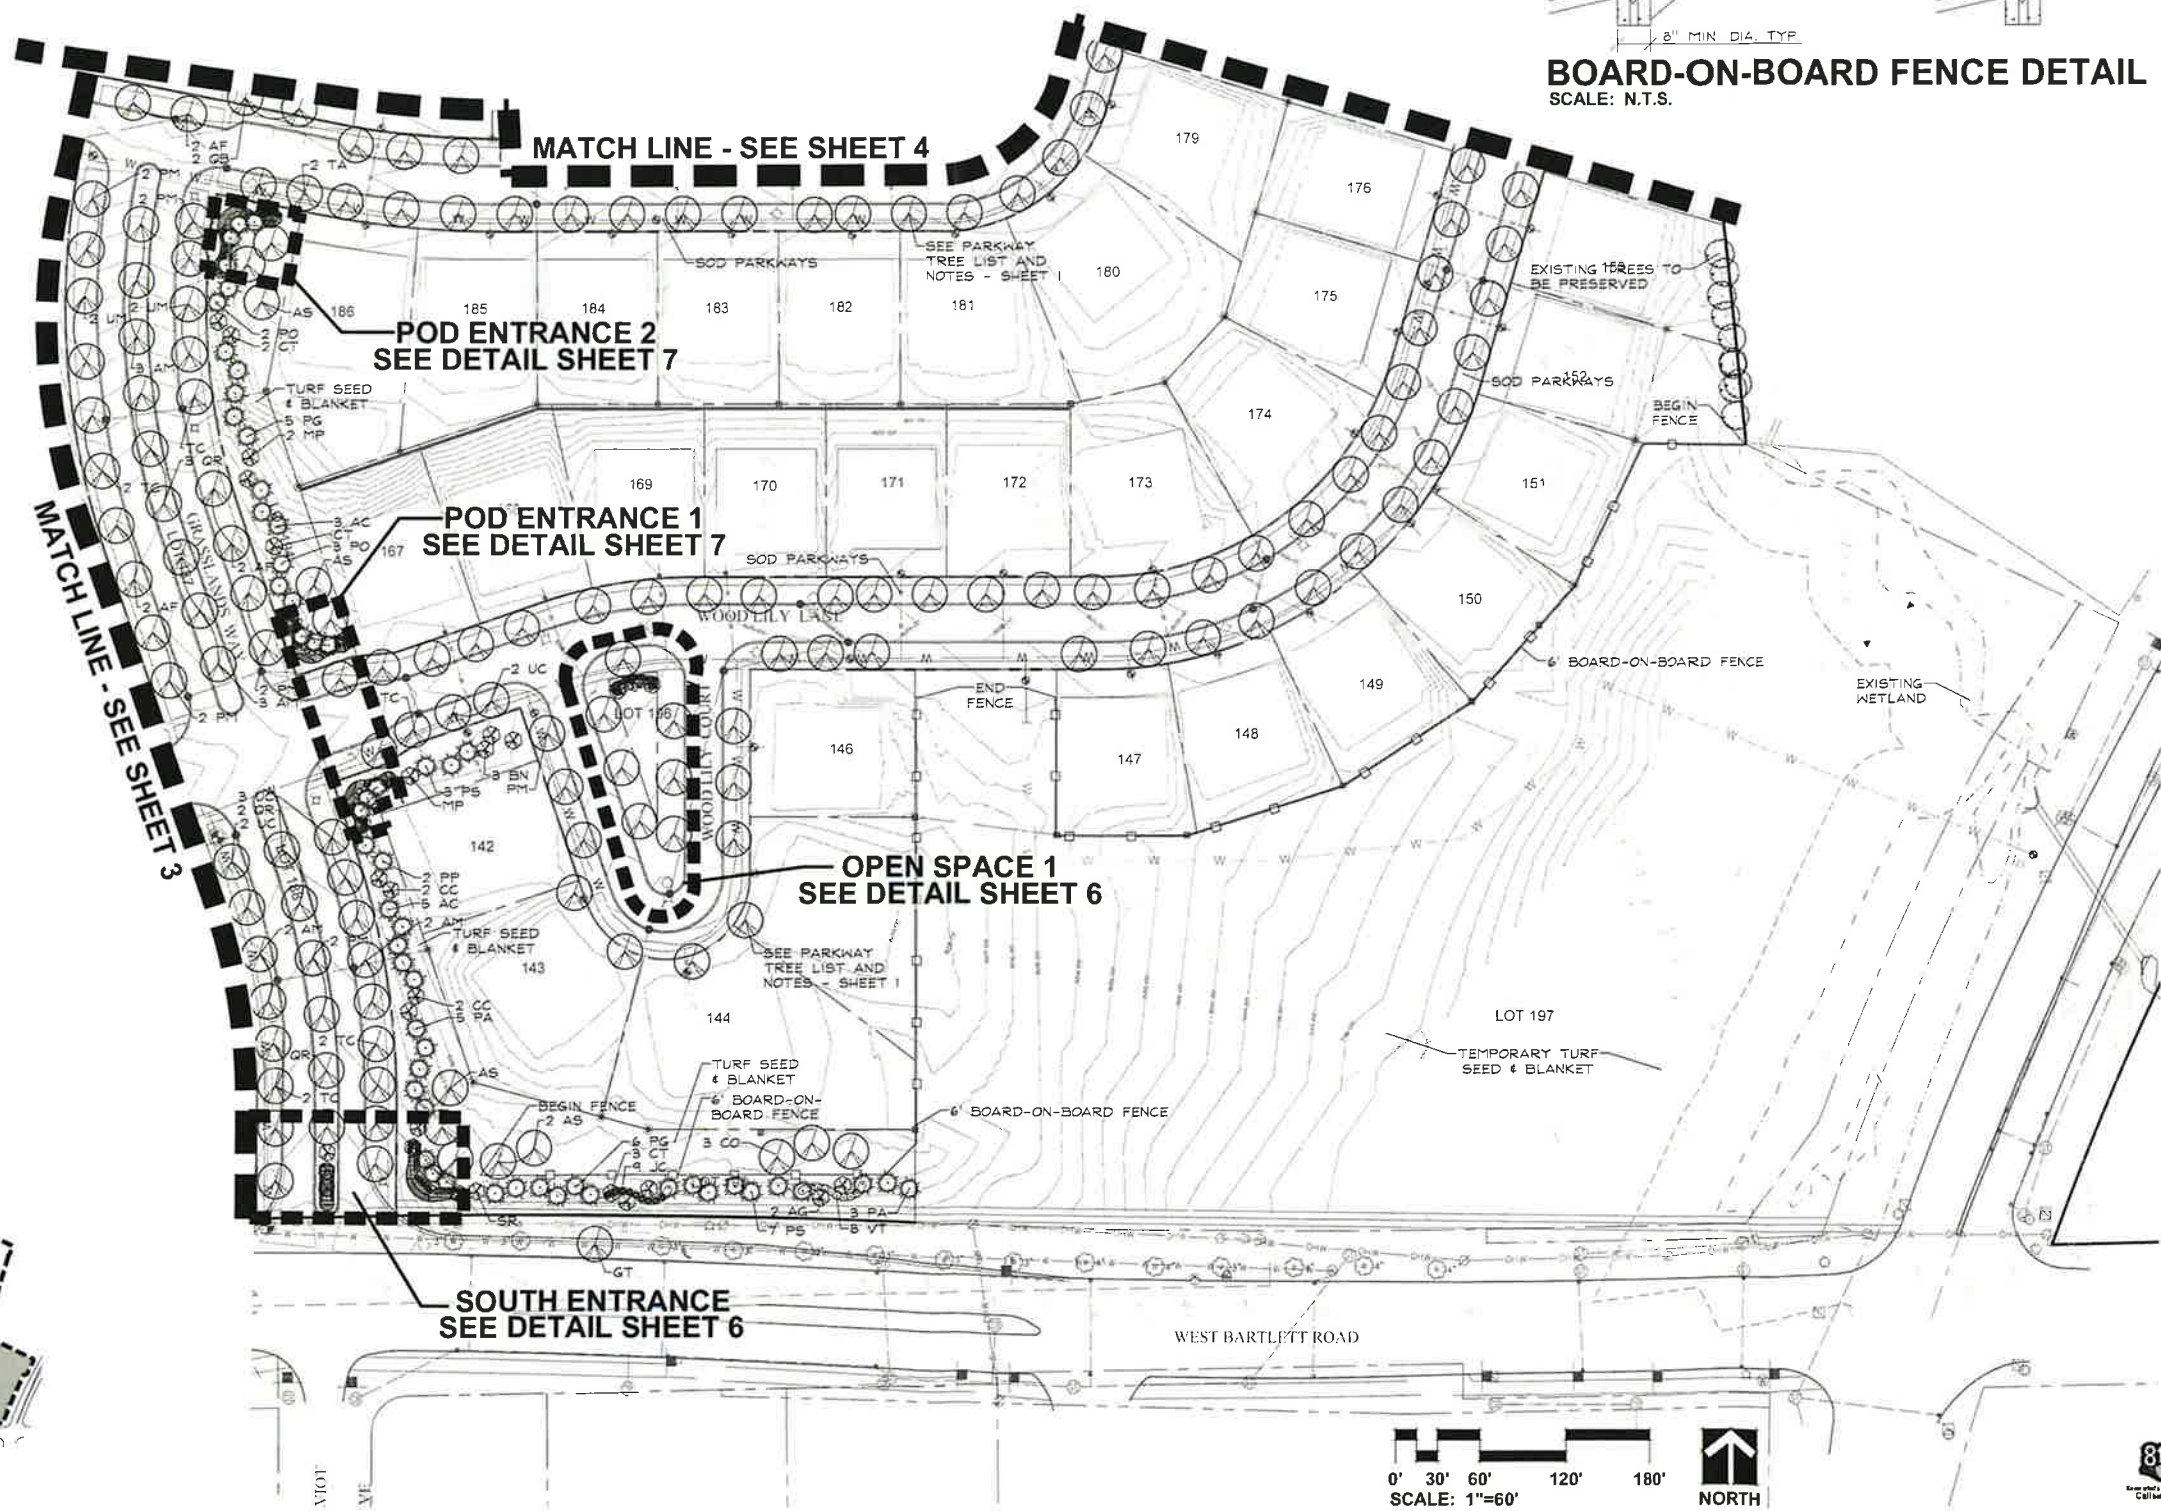 8" MIN DIA. TYP.
BOARD-ON-BOARD FENCE DETAIL
SCALE: N.T.S.
MATCH LINE - SEE SHEET 4
2 AF
2 TA
2 PM
2 PM
179
176
SEE PARKWAY
TREE LIST AND
NOTES - SHEET 1
SOD PARKWAYS
180
EXISTING TREES TO
BE PRESERVED
175
AS
186
185
184
183
182
181
2 UM
2 UM
2 PO
2 CT
POD ENTRANCE 2
SEE DETAIL SHEET 7
3 AM
TURF SEED
& BLANKET
5 PG
2 MP
SOD PARKWAYS
152
BEGIN
FENCE
174
TC
3 QR
2 TC
169
170
171
172
173
151
MATCH LINE - SEE SHEET 3
GRASSLANDS WAY
3 AC
CT
3 PO
AS
167
POD ENTRANCE 1
SEE DETAIL SHEET 7
SOD PARKWAYS
2 AF
WOOD LILY LANE
150
6' BOARD-ON-BOARD FENCE
2 UC
3 AM
TC
2 PM
END
FENCE
149
EXISTING
WETLAND
WOOD LILY COURT
146
147
148
3 BN
PM
3 PS
MP
142
2 PP
2 CC
5 AC
2 AM
TURF SEED
& BLANKET
OPEN SPACE 1
SEE DETAIL SHEET 6
2 AM
143
SEE PARKWAY
TREE LIST AND
NOTES - SHEET 1
2 CC
5 PA
144
LOT 197
2 TC
QR
TEMPORARY TURF
SEED & BLANKET
TURF SEED
& BLANKET
AS
2 TC
BEGIN FENCE
2 AS
6' BOARD-ON-
BOARD FENCE
6' BOARD-ON-BOARD FENCE
6 PG
3 CT
9 JC
3 CO
SR
2 AG
7 PS
3 PA
8 VT
GT
SOUTH ENTRANCE
SEE DETAIL SHEET 6
WEST BARTLETT ROAD
0' 30' 60' 120' 180'
SCALE: 1"=60'
NORTH